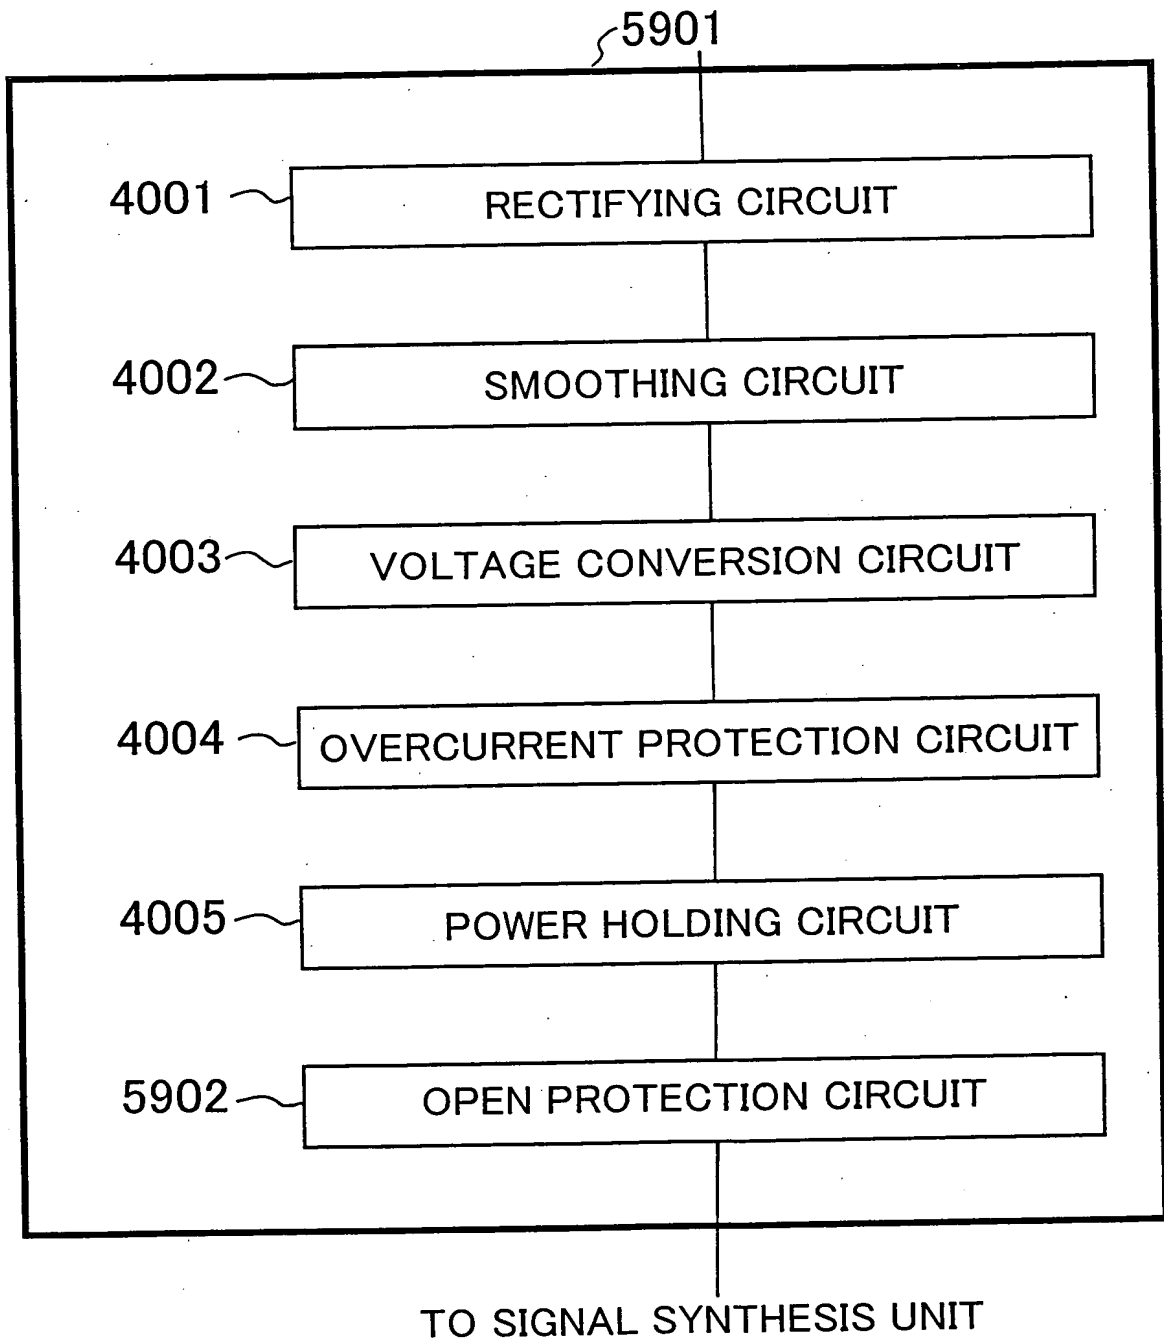 5901
4001 RECTIFYING CIRCUIT
4002 SMOOTHING CIRCUIT
4003 VOLTAGE CONVERSION CIRCUIT
4004 OVERCURRENT PROTECTION CIRCUIT
4005 POWER HOLDING CIRCUIT
5902 OPEN PROTECTION CIRCUIT
TO SIGNAL SYNTHESIS UNIT